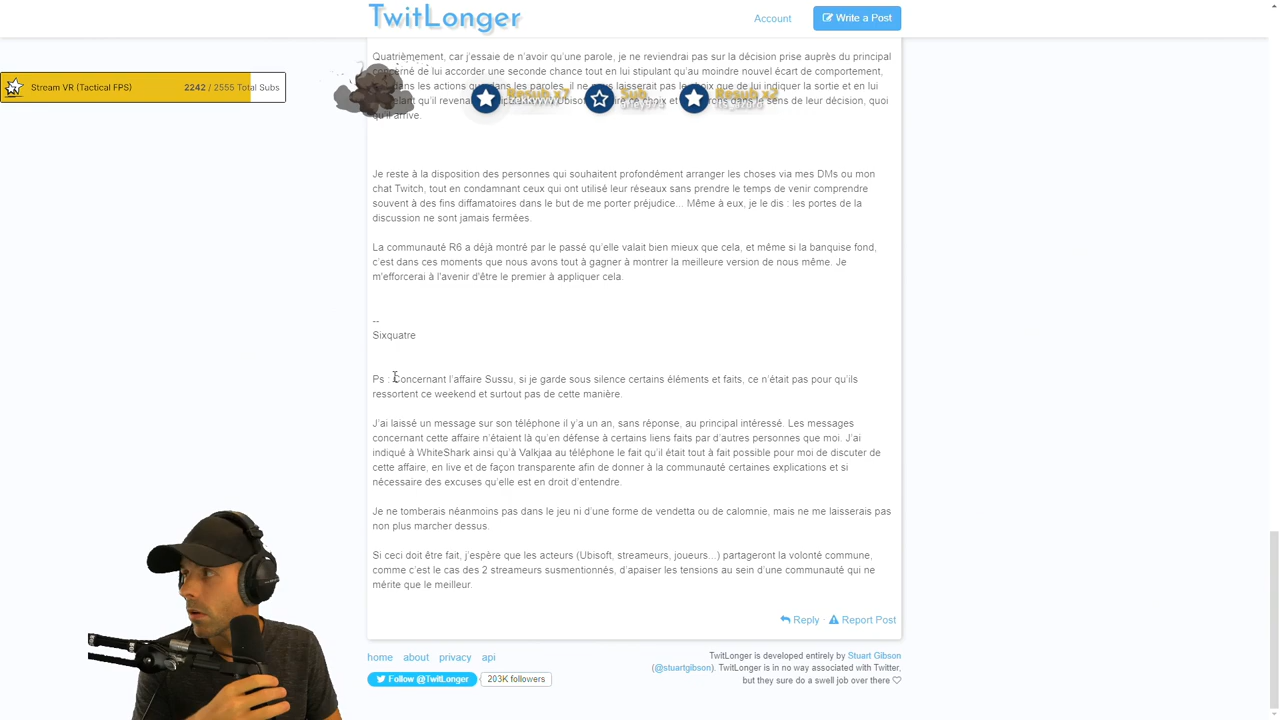 TwitLonger
Account
Write a Post
Stream VR (Tactical FPS)
2242 / 2555 Total Subs
Quatrièmement, car j'essaie de n'avoir qu'une parole, je ne reviendrai pas sur la décision prise auprès du principal
concerné de lui accorder une seconde chance tout en lui stipulant qu'au moindre nouvel écart de comportement,
dans les actions que dans les paroles, il ne laisserait pas le choix que de lui indiquer la sortie et en lui
qu'il Ubisoft ce choix et dans le sens de leur décision, quoi
qu'il arrive.
Je reste à la disposition des personnes qui souhaitent profondément arranger les choses via mes DMs ou mon
chat Twitch, tout en condamnant ceux qui ont utilisé leur réseaux sans prendre le temps de venir comprendre
souvent à des fins diffamatoires dans le but de me porter préjudice... Même à eux, je le dis : les portes de la
discussion ne sont jamais fermées.
La communauté R6 a déjà montré par le passé qu'elle valait bien mieux que cela, et même si la banquise fond,
c'est dans ces moments que nous avons tout à gagner à montrer la meilleure version de nous même. Je
m'efforcerai à l'avenir d'être le premier à appliquer cela.
--
Sixquatre
Ps : Concernant l'affaire Sussu, si je garde sous silence certains éléments et faits, ce n'était pas pour qu'ils
ressortent ce weekend et surtout pas de cette manière.
J'ai laissé un message sur son téléphone il y'a un an, sans réponse, au principal intéressé. Les messages
concernant cette affaire n'étaient là qu'en défense à certains liens faits par d'autres personnes que moi. J'ai
indiqué à WhiteShark ainsi qu'à Valkjaa au téléphone le fait qu'il était tout à fait possible pour moi de discuter de
cette affaire, en live et de façon transparente afin de donner à la communauté certaines explications et si
nécessaire des excuses qu'elle est en droit d'entendre.
Je ne tomberais néanmoins pas dans le jeu ni d'une forme de vendetta ou de calomnie, mais ne me laisserais pas
non plus marcher dessus.
Si ceci doit être fait, j'espère que les acteurs (Ubisoft, streameurs, joueurs...) partageront la volonté commune,
comme c'est le cas des 2 streameurs susmentionnés, d'apaiser les tensions au sein d'une communauté qui ne
mérite que le meilleur.
Reply · Report Post
home about privacy api
Follow @TwitLonger
203K followers
TwitLonger is developed entirely by Stuart Gibson
(@stuartgibson). TwitLonger is in no way associated with Twitter,
but they sure do a swell job over there